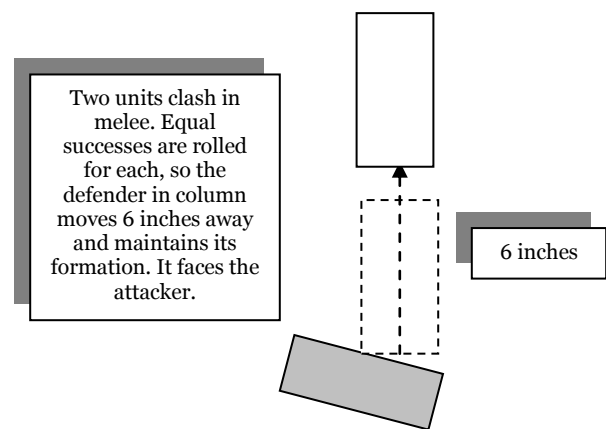 Two units clash in
melee. Equal
successes are rolled
for each, so the
defender in column
moves 6 inches away
and maintains its
formation. It faces the
attacker.
6 inches